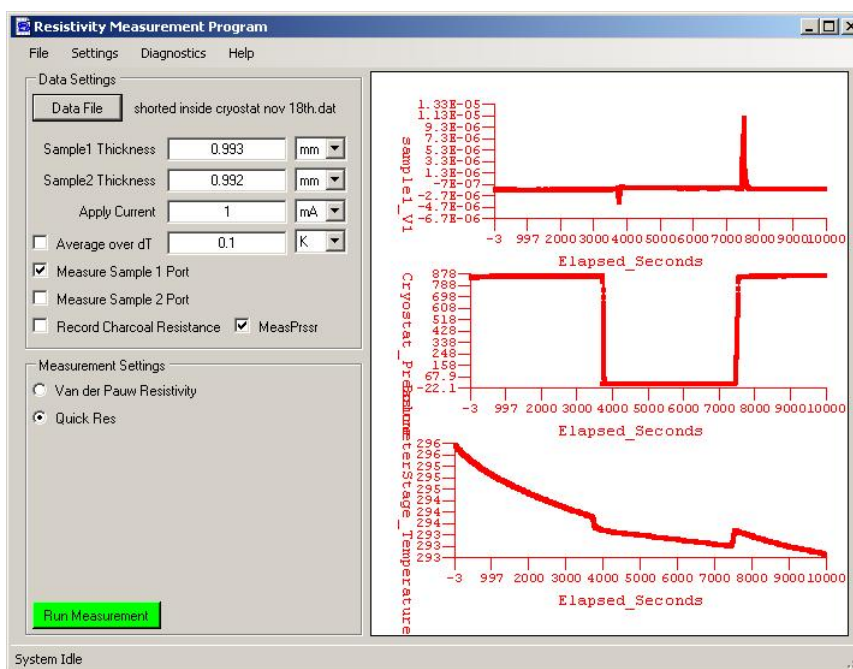 Resistivity Measurement Program
File Settings Diagnostics Help
Data Settings
Data File shorted inside cryostat nov 18th.dat
Sample1 Thickness 0.993 mm
Sample2 Thickness 0.992 mm
Apply Current 1 mA
Average over dT 0.1 K
Measure Sample 1 Port
Measure Sample 2 Port
Record Charcoal Resistance MeasPrssr
Measurement Settings
Van der Pauw Resistivity
Quick Res
Run Measurement
System Idle
sample1_V1
1.33E-05
1.13E-05
9.3E-06
7.3E-06
5.3E-06
3.3E-06
1.3E-06
-7E-07
-2.7E-06
-4.7E-06
-6.7E-06
-3 997 2000 3000 4000 5000 6000 7000 8000 9000 10000
Elapsed_Seconds
878
788
698
608
518
428
338
248
158
67.9
-22.1
-3 997 2000 3000 4000 5000 6000 7000 8000 9000 10000
Elapsed_Seconds
Stage_Temperature
296
296
295
295
295
294
294
294
293
293
293
-3 997 2000 3000 4000 5000 6000 7000 8000 9000 10000
Elapsed_Seconds